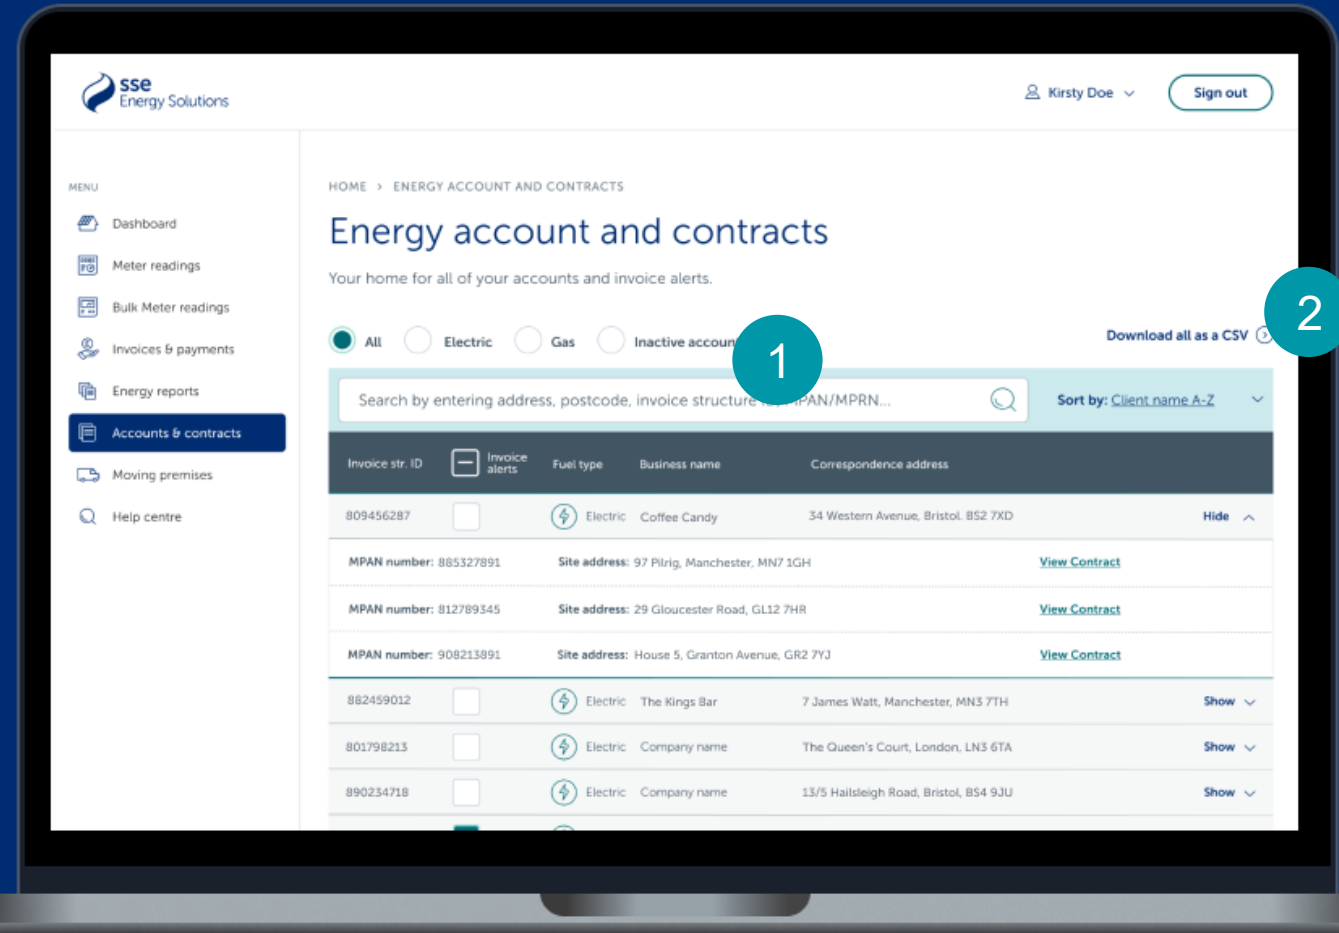 sse
Energy Solutions
Kirsty Doe
Sign out
MENU
Dashboard
Meter readings
Bulk Meter readings
Invoices & payments
Energy reports
Accounts & contracts
Moving premises
Help centre
HOME > ENERGY ACCOUNT AND CONTRACTS
Energy account and contracts
Your home for all of your accounts and invoice alerts.
All Electric Gas Inactive accoun
1
Download all as a CSV
2
Search by entering address, postcode, invoice structure MPAN/MPRN...
Sort by: Client name A-Z
Invoice str. ID Invoice alerts Fuel type Business name Correspondence address
809456287 Electric Coffee Candy 34 Western Avenue, Bristol. BS2 7XD Hide
MPAN number: 885327891 Site address: 97 Pilrig, Manchester, MN7 1GH View Contract
MPAN number: 812789345 Site address: 29 Gloucester Road, GL12 7HR View Contract
MPAN number: 908213891 Site address: House 5, Granton Avenue, GR2 7YJ View Contract
882459012 Electric The Kings Bar 7 James Watt, Manchester, MN3 7TH Show
801798213 Electric Company name The Queen's Court, London, LN3 6TA Show
890234718 Electric Company name 13/5 Hailsleigh Road, Bristol, BS4 9JU Show